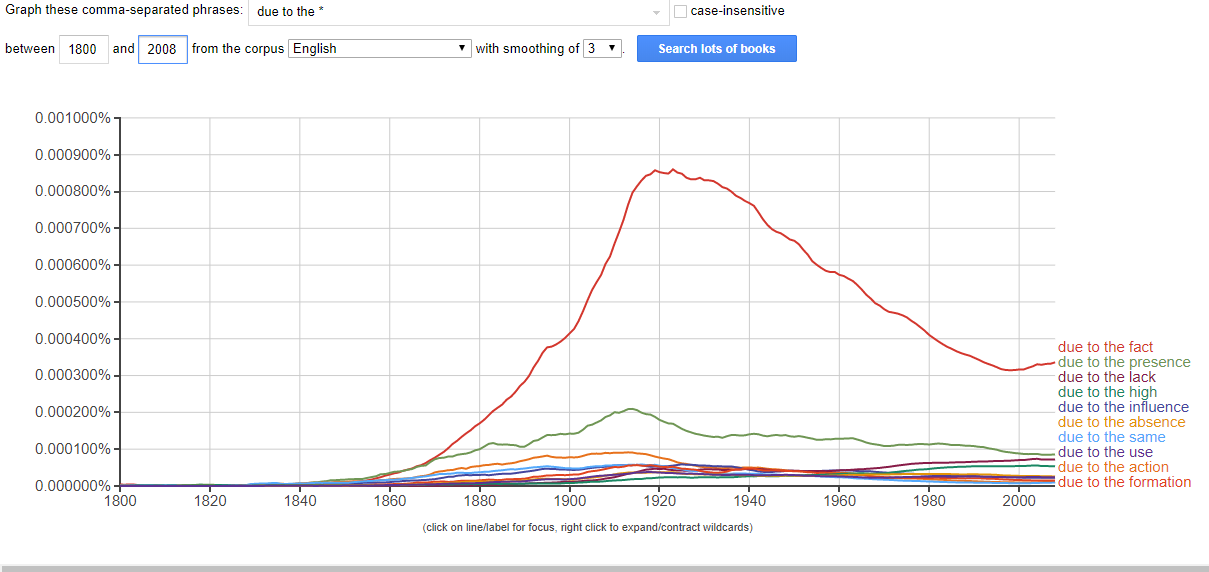 Graph these comma-separated phrases: due to the * case-insensitive
between 1800 and 2008 from the corpus English with smoothing of 3 . Search lots of books
0.001000%
0.000900%
0.000800%
0.000700%
0.000600%
0.000500%
0.000400%
0.000300%
0.000200%
0.000100%
0.000000%
1800 1820 1840 1860 1880 1900 1920 1940 1960 1980 2000
due to the fact
due to the presence
due to the lack
due to the high
due to the influence
due to the absence
due to the same
due to the use
due to the action
due to the formation
(click on line/label for focus, right click to expand/contract wildcards)